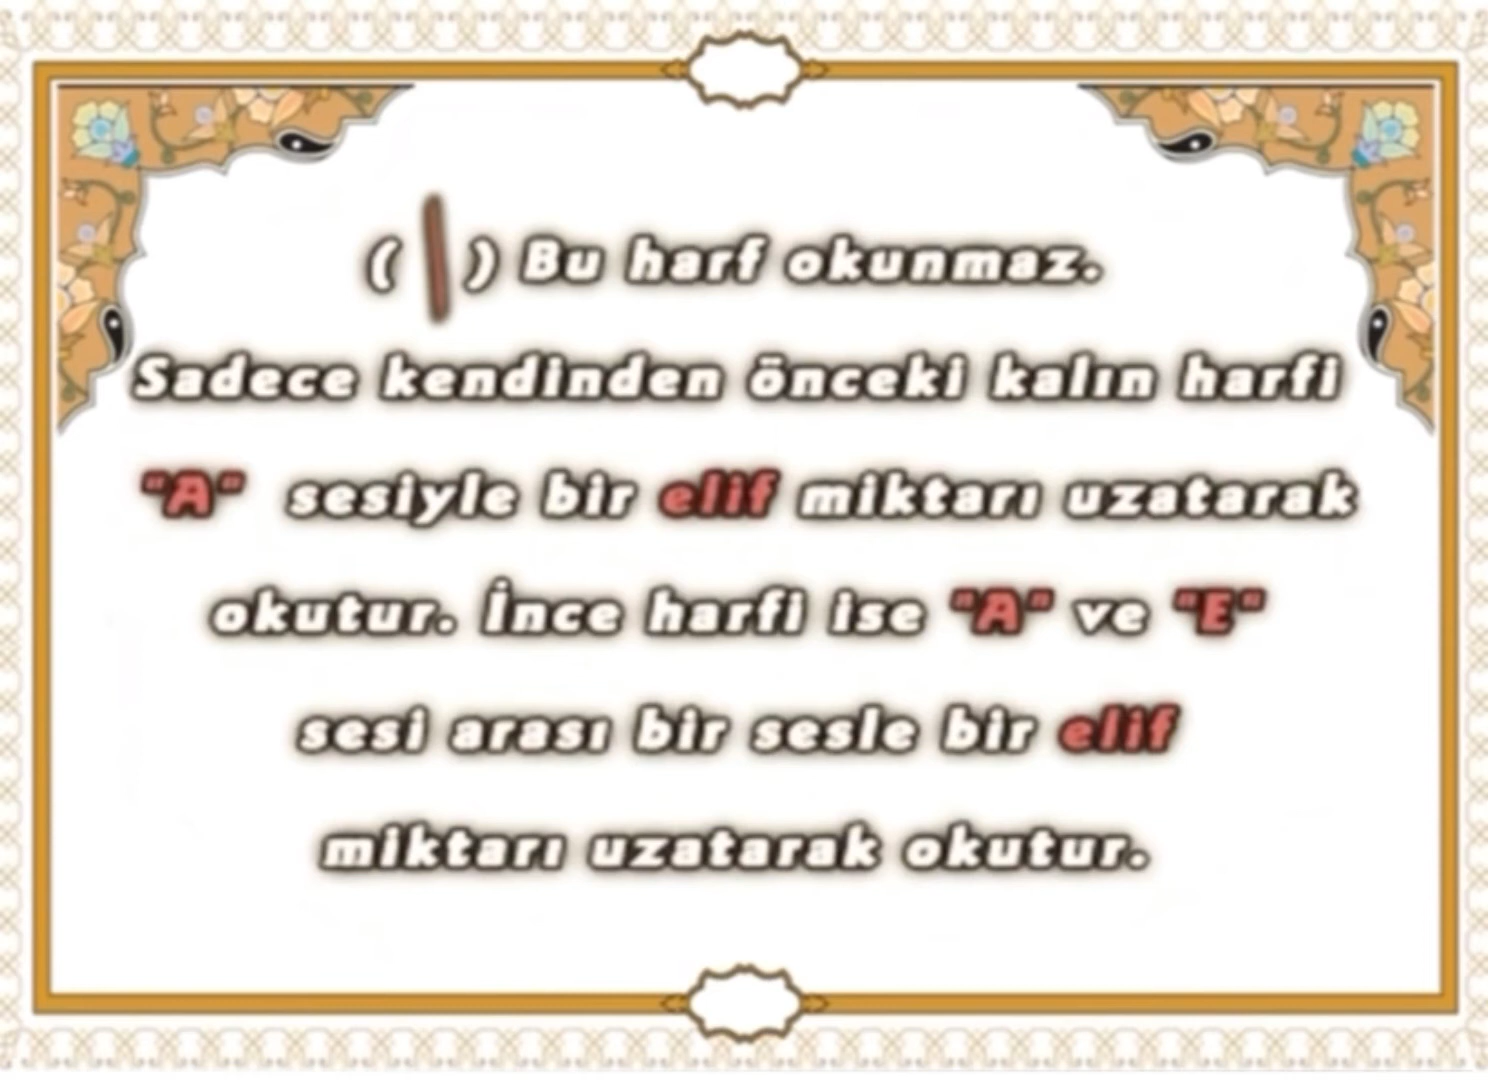 ( ا ) Bu harf okunmaz.
Sadece kendinden önceki kalın harfi
"A" sesiyle bir elif miktarı uzatarak
okutur. İnce harfi ise "A" ve "E"
sesi arası bir sesle bir elif
miktarı uzatarak okutur.